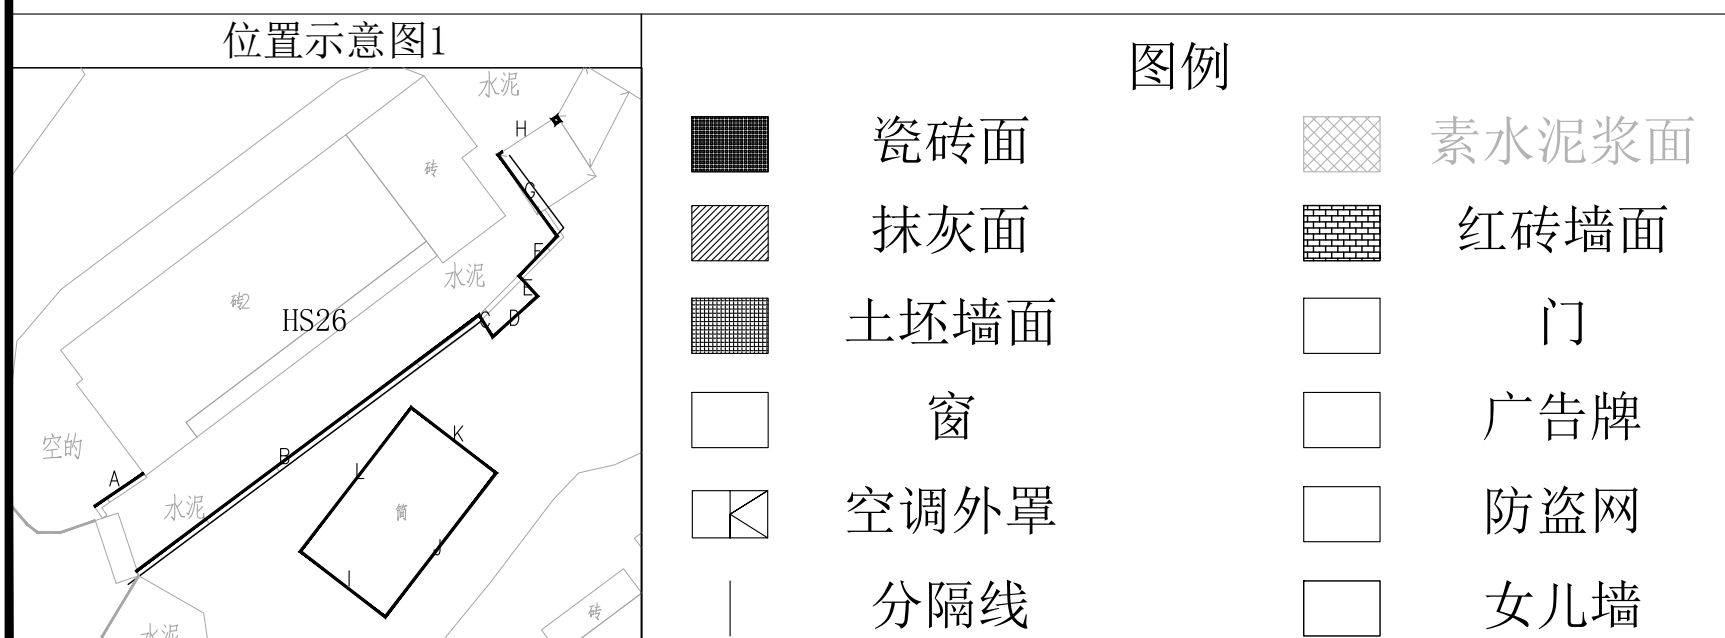 位置示意图1
水泥
H
砖
G
F
水泥
E
砖2
HS26
C
D
K
空的
B
L
A
水泥
简
J
I
砖
水泥
图例
瓷砖面
素水泥浆面
抹灰面
红砖墙面
土坯墙面
门
窗
广告牌
空调外罩
防盗网
分隔线
女儿墙